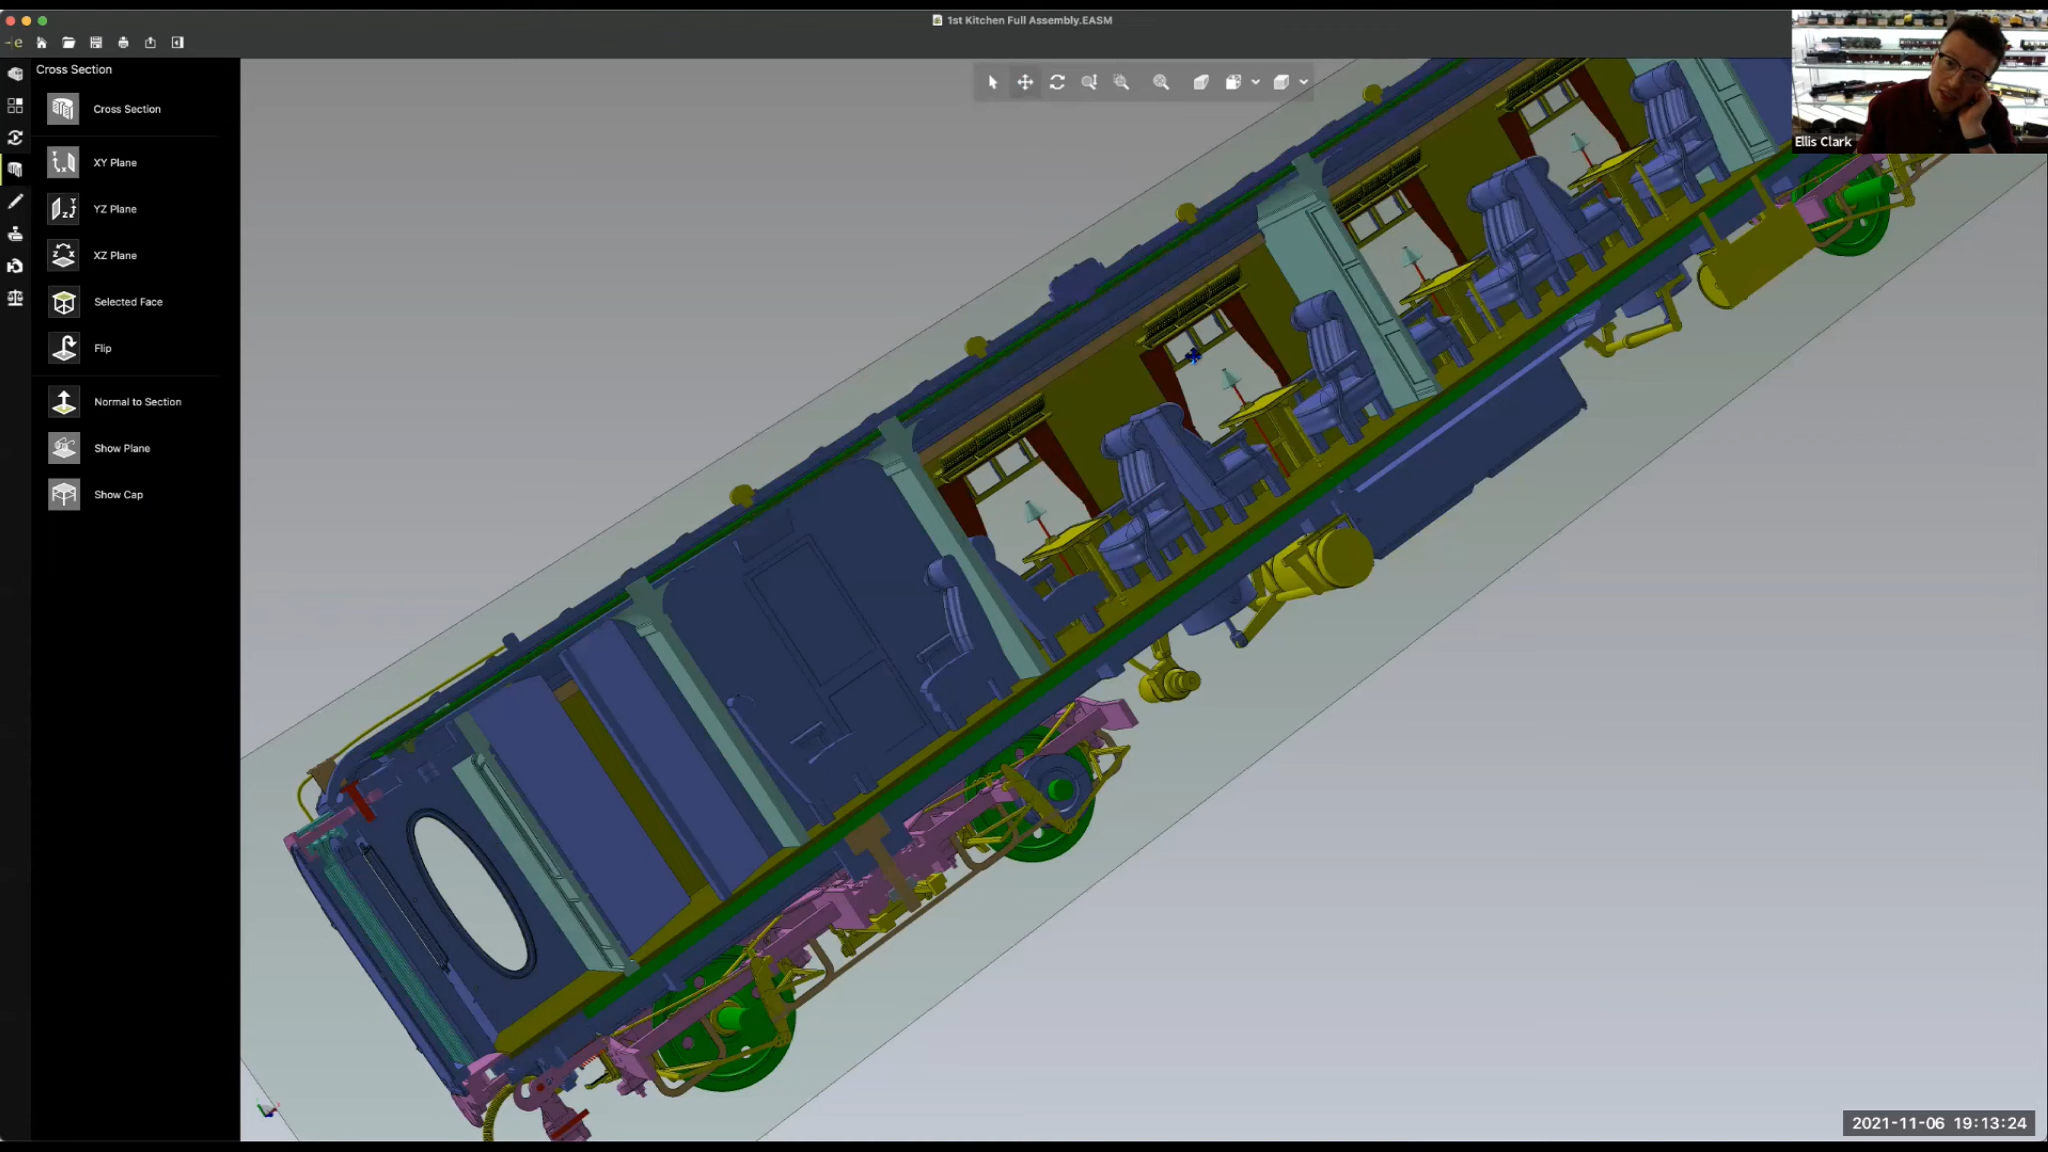 1st Kitchen Full Assembly.EASM
e
Cross Section
Cross Section
XY Plane
YZ Plane
XZ Plane
Selected Face
Flip
Normal to Section
Show Plane
Show Cap
Ellis Clark
2021-11-06 19:13:24